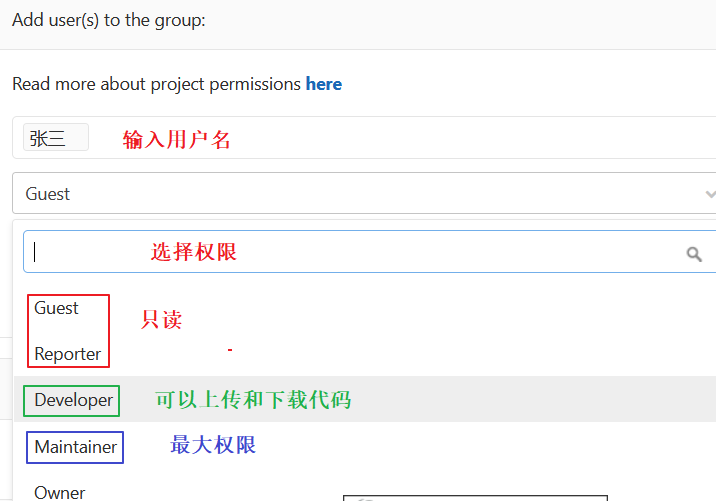 Add user(s) to the group:
Read more about project permissions here
张三 输入用户名
Guest
选择权限
Guest
只读
Reporter
Developer 可以上传和下载代码
Maintainer 最大权限
Owner